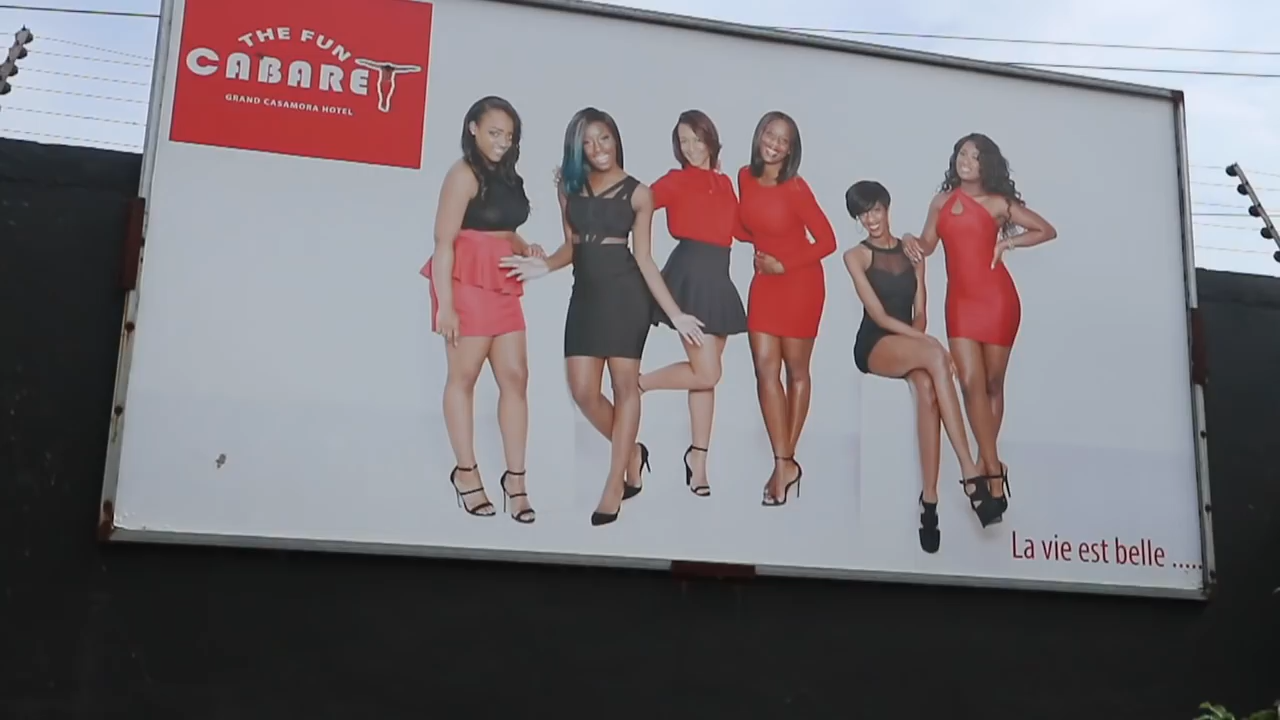 THE FUN
CABARET
GRAND CASAMORA HOTEL
La vie est belle .....